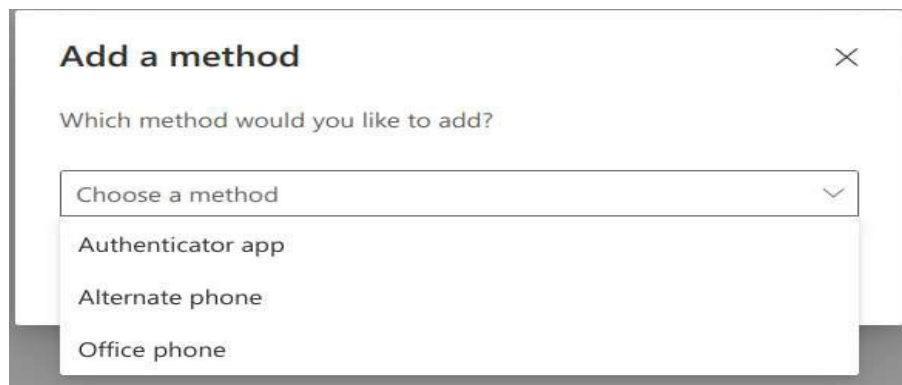 Add a method
Which method would you like to add?
Choose a method
Authenticator app
Alternate phone
Office phone